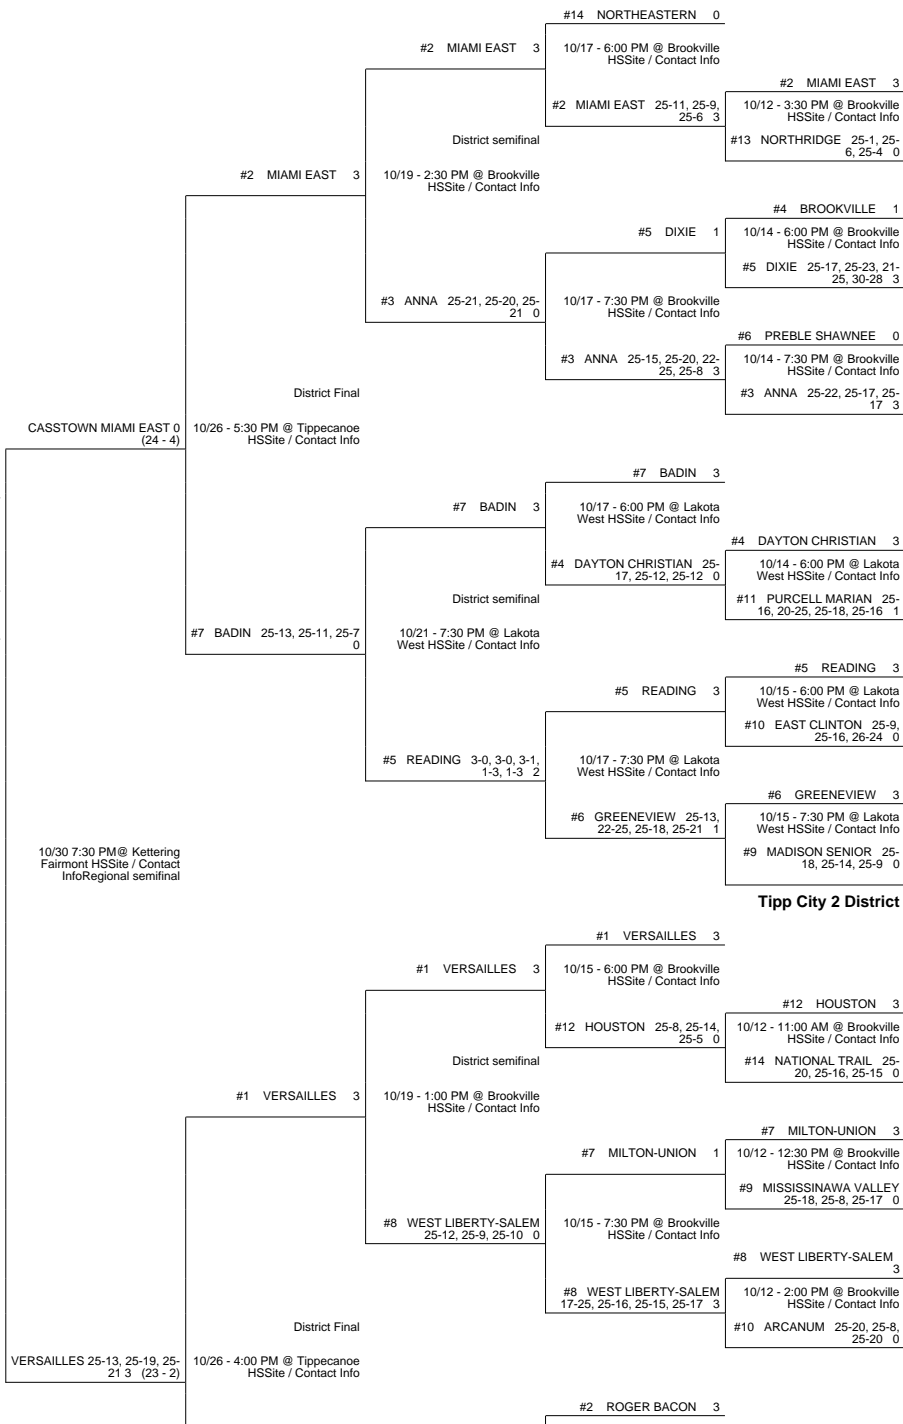 #14 NORTHEASTERN 0
#2 MIAMI EAST 3
10/17 - 6:00 PM @ Brookville
HSSite / Contact Info
#2 MIAMI EAST 3
#2 MIAMI EAST 25-11, 25-9,
25-6 3
10/12 - 3:30 PM @ Brookville
HSSite / Contact Info
District semifinal
#13 NORTHRIDGE 25-1, 25-
6, 25-4 0
#2 MIAMI EAST 3
10/19 - 2:30 PM @ Brookville
HSSite / Contact Info
#4 BROOKVILLE 1
#5 DIXIE 1
10/14 - 6:00 PM @ Brookville
HSSite / Contact Info
#5 DIXIE 25-17, 25-23, 21-
25, 30-28 3
#3 ANNA 25-21, 25-20, 25-
21 0
10/17 - 7:30 PM @ Brookville
HSSite / Contact Info
#6 PREBLE SHAWNEE 0
#3 ANNA 25-15, 25-20, 22-
25, 25-8 3
10/14 - 7:30 PM @ Brookville
HSSite / Contact Info
District Final
#3 ANNA 25-22, 25-17, 25-
17 3
CASSTOWN MIAMI EAST 0
(24 - 4)
10/26 - 5:30 PM @ Tippecanoe
HSSite / Contact Info
#7 BADIN 3
#7 BADIN 3
10/17 - 6:00 PM @ Lakota
West HSSite / Contact Info
#4 DAYTON CHRISTIAN 3
#4 DAYTON CHRISTIAN 25-
17, 25-12, 25-12 0
10/14 - 6:00 PM @ Lakota
West HSSite / Contact Info
District semifinal
#11 PURCELL MARIAN 25-
16, 20-25, 25-18, 25-16 1
#7 BADIN 25-13, 25-11, 25-7
0
10/21 - 7:30 PM @ Lakota
West HSSite / Contact Info
#5 READING 3
#5 READING 3
10/15 - 6:00 PM @ Lakota
West HSSite / Contact Info
#10 EAST CLINTON 25-9,
25-16, 26-24 0
#5 READING 3-0, 3-0, 3-1,
1-3, 1-3 2
10/17 - 7:30 PM @ Lakota
West HSSite / Contact Info
#6 GREENEVIEW 3
#6 GREENEVIEW 25-13,
22-25, 25-18, 25-21 1
10/15 - 7:30 PM @ Lakota
West HSSite / Contact Info
10/30 7:30 PM@ Kettering
Fairmont HSSite / Contact
InfoRegional semifinal
#9 MADISON SENIOR 25-
18, 25-14, 25-9 0
Tipp City 2 District
#1 VERSAILLES 3
#1 VERSAILLES 3
10/15 - 6:00 PM @ Brookville
HSSite / Contact Info
#12 HOUSTON 3
#12 HOUSTON 25-8, 25-14,
25-5 0
10/12 - 11:00 AM @ Brookville
HSSite / Contact Info
District semifinal
#14 NATIONAL TRAIL 25-
20, 25-16, 25-15 0
#1 VERSAILLES 3
10/19 - 1:00 PM @ Brookville
HSSite / Contact Info
#7 MILTON-UNION 3
#7 MILTON-UNION 1
10/12 - 12:30 PM @ Brookville
HSSite / Contact Info
#9 MISSISSINAWA VALLEY
25-18, 25-8, 25-17 0
#8 WEST LIBERTY-SALEM
25-12, 25-9, 25-10 0
10/15 - 7:30 PM @ Brookville
HSSite / Contact Info
#8 WEST LIBERTY-SALEM
3
#8 WEST LIBERTY-SALEM
17-25, 25-16, 25-15, 25-17 3
10/12 - 2:00 PM @ Brookville
HSSite / Contact Info
District Final
#10 ARCANUM 25-20, 25-8,
25-20 0
VERSAILLES 25-13, 25-19, 25-
21 3 (23 - 2)
10/26 - 4:00 PM @ Tippecanoe
HSSite / Contact Info
#2 ROGER BACON 3